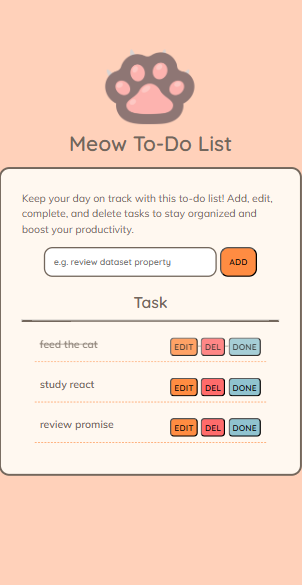 Meow To-Do List
Keep your day on track with this to-do list! Add, edit,
complete, and delete tasks to stay organized and
boost your productivity.
e.g. review dataset property ADD
Task
feed the cat EDIT DEL DONE
study react EDIT DEL DONE
review promise EDIT DEL DONE